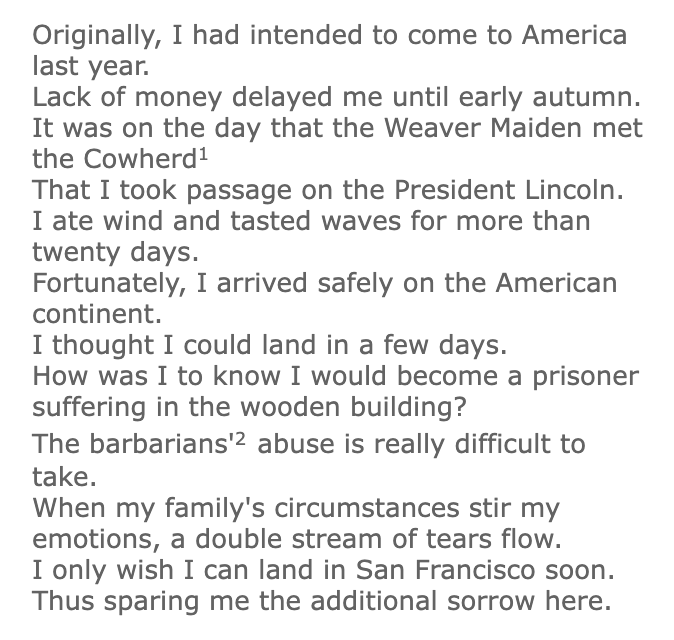 Originally, I had intended to come to America
last year.
Lack of money delayed me until early autumn.
It was on the day that the Weaver Maiden met
the Cowherd¹
That I took passage on the President Lincoln.
I ate wind and tasted waves for more than
twenty days.
Fortunately, I arrived safely on the American
continent.
I thought I could land in a few days.
How was I to know I would become a prisoner
suffering in the wooden building?
The barbarians'² abuse is really difficult to
take.
When my family's circumstances stir my
emotions, a double stream of tears flow.
I only wish I can land in San Francisco soon.
Thus sparing me the additional sorrow here.